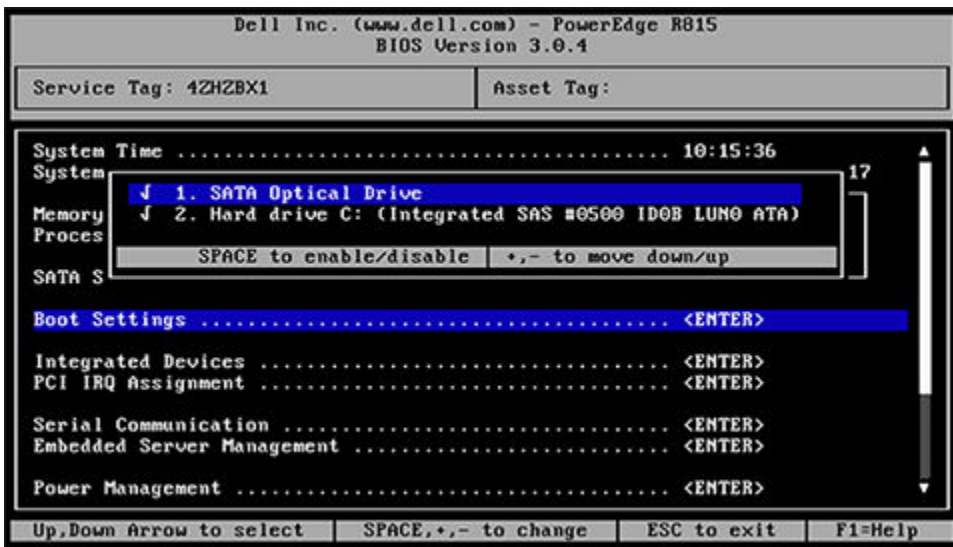 Dell Inc. (www.dell.com) - PowerEdge R815
BIOS Version 3.0.4
Service Tag: 4ZHZBX1 Asset Tag:
System Time ........................................ 10:15:36
System 17
√ 1. SATA Optical Drive
Memory √ 2. Hard drive C: (Integrated SAS #0500 ID0B LUN0 ATA)
Proces
SPACE to enable/disable +,- to move down/up
SATA S
Boot Settings ........................................ <ENTER>
Integrated Devices ................................... <ENTER>
PCI IRQ Assignment ................................... <ENTER>
Serial Communication ................................. <ENTER>
Embedded Server Management ........................... <ENTER>
Power Management ..................................... <ENTER>
Up,Down Arrow to select SPACE,+,- to change ESC to exit F1=Help